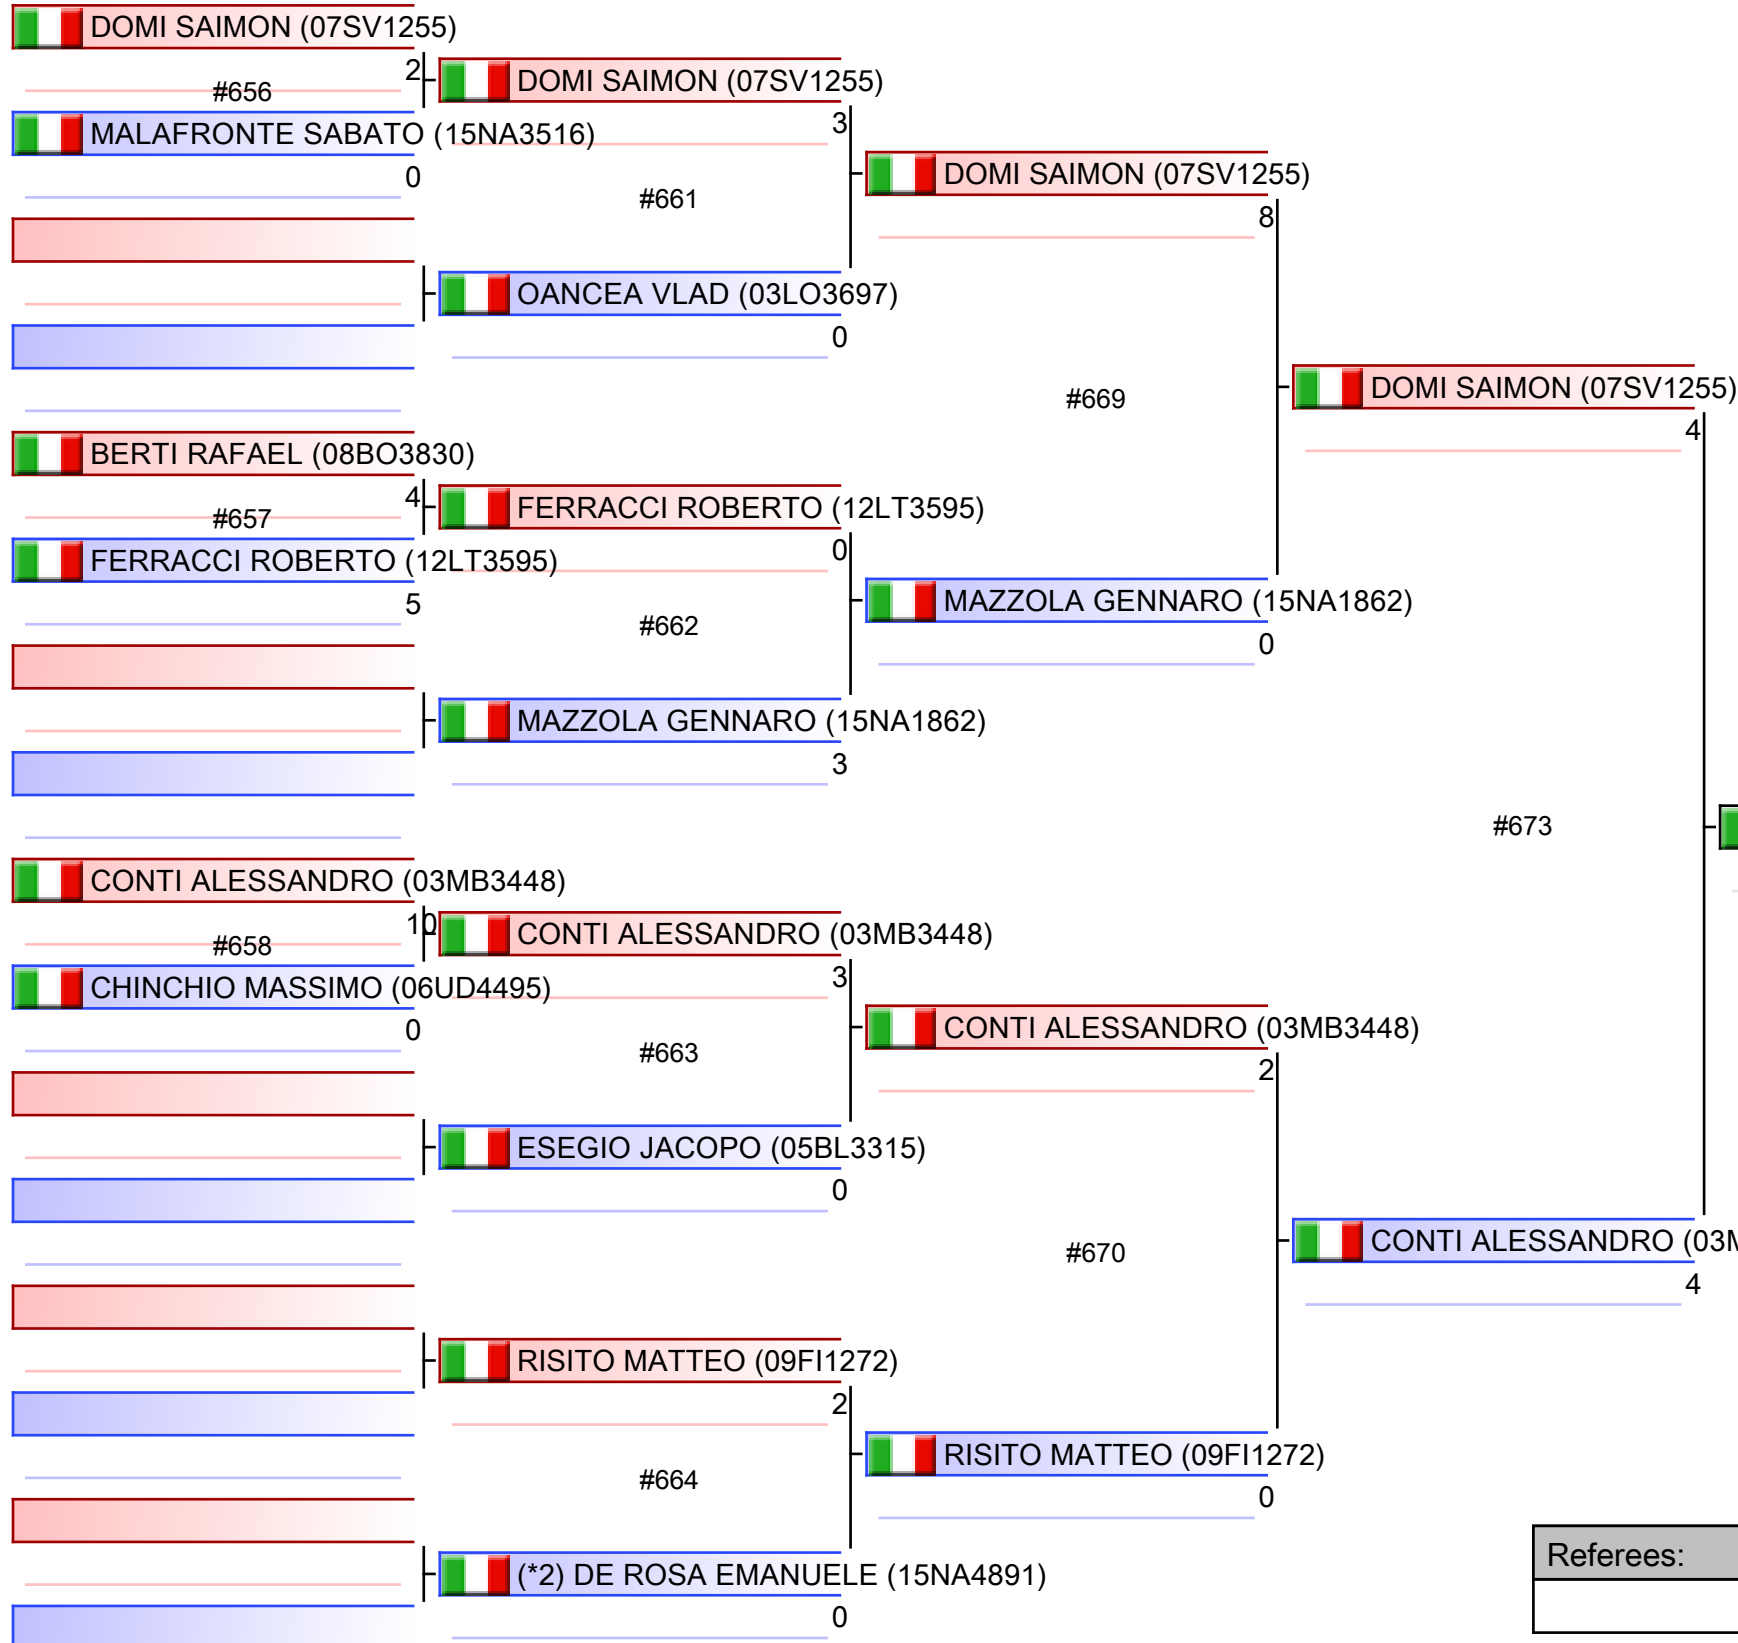 DOMI SAIMON (07SV1255)
2
#656
MALAFRONTE SABATO (15NA3516)
0
BERTI RAFAEL (08BO3830)
4
#657
FERRACCI ROBERTO (12LT3595)
5
CONTI ALESSANDRO (03MB3448)
10
#658
CHINCHIO MASSIMO (06UD4495)
0
DOMI SAIMON (07SV1255)
3
#661
OANCEA VLAD (03LO3697)
0
FERRACCI ROBERTO (12LT3595)
0
#662
MAZZOLA GENNARO (15NA1862)
3
CONTI ALESSANDRO (03MB3448)
3
#663
ESEGIO JACOPO (05BL3315)
0
RISITO MATTEO (09FI1272)
2
#664
(*2) DE ROSA EMANUELE (15NA4891)
0
DOMI SAIMON (07SV1255)
8
#669
MAZZOLA GENNARO (15NA1862)
0
CONTI ALESSANDRO (03MB3448)
2
#670
RISITO MATTEO (09FI1272)
0
DOMI SAIMON (07SV1255)
4
#673
CONTI ALESSANDRO
4
Referees: